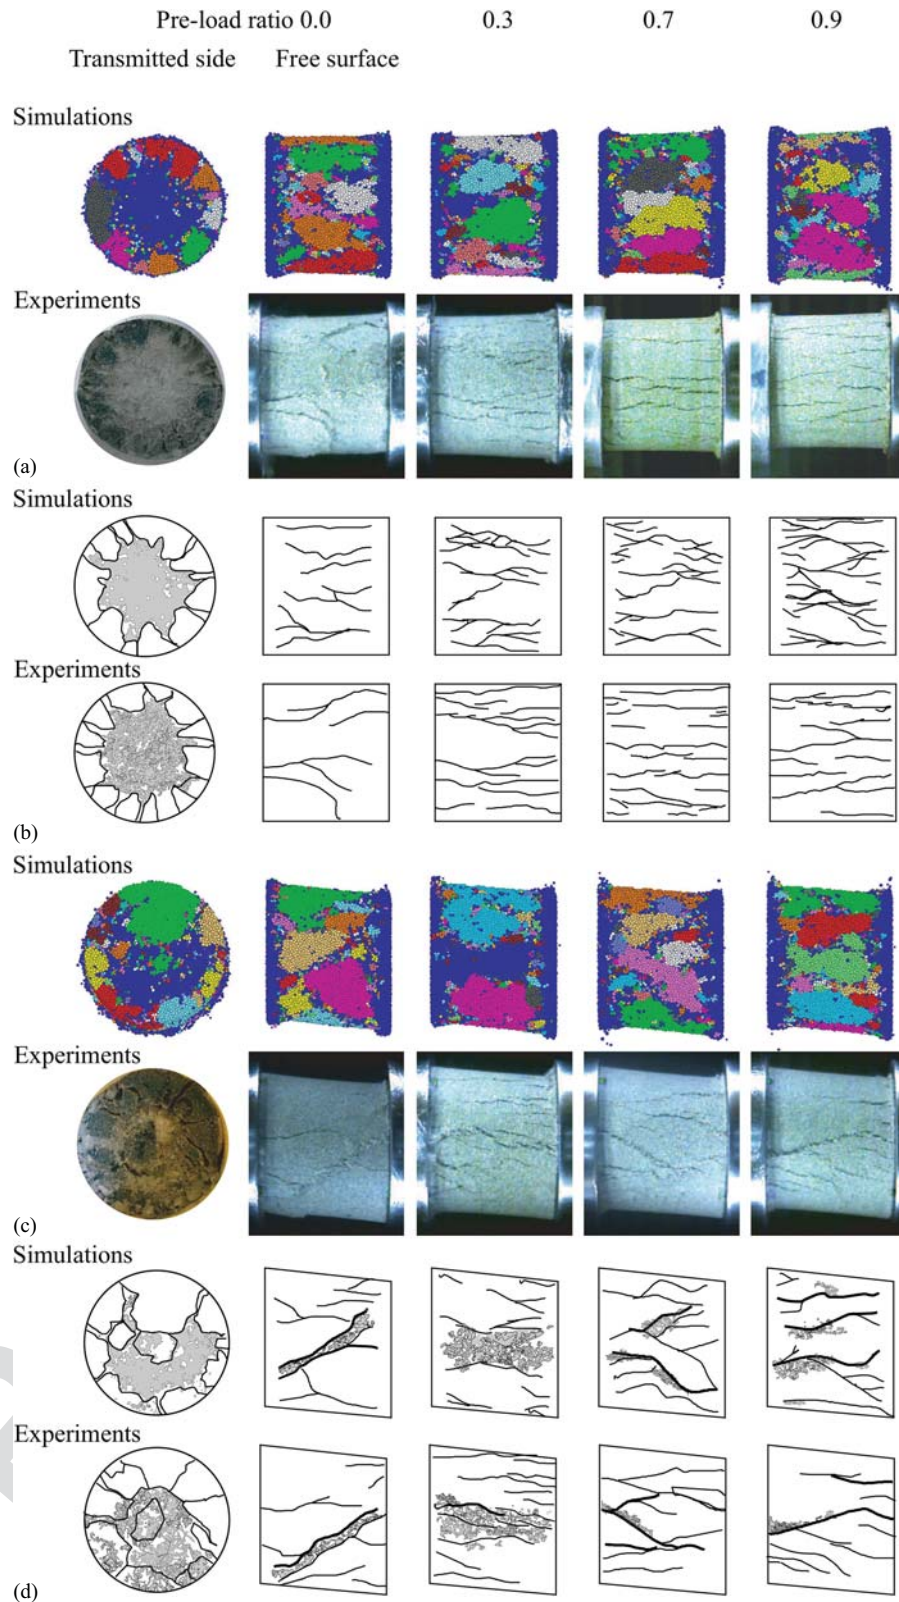 Pre-load ratio 0.0 0.3 0.7 0.9
Transmitted side Free surface
Simulations
Experiments
(a)
Simulations
Experiments
(b)
Simulations
Experiments
(c)
Simulations
Experiments
(d)